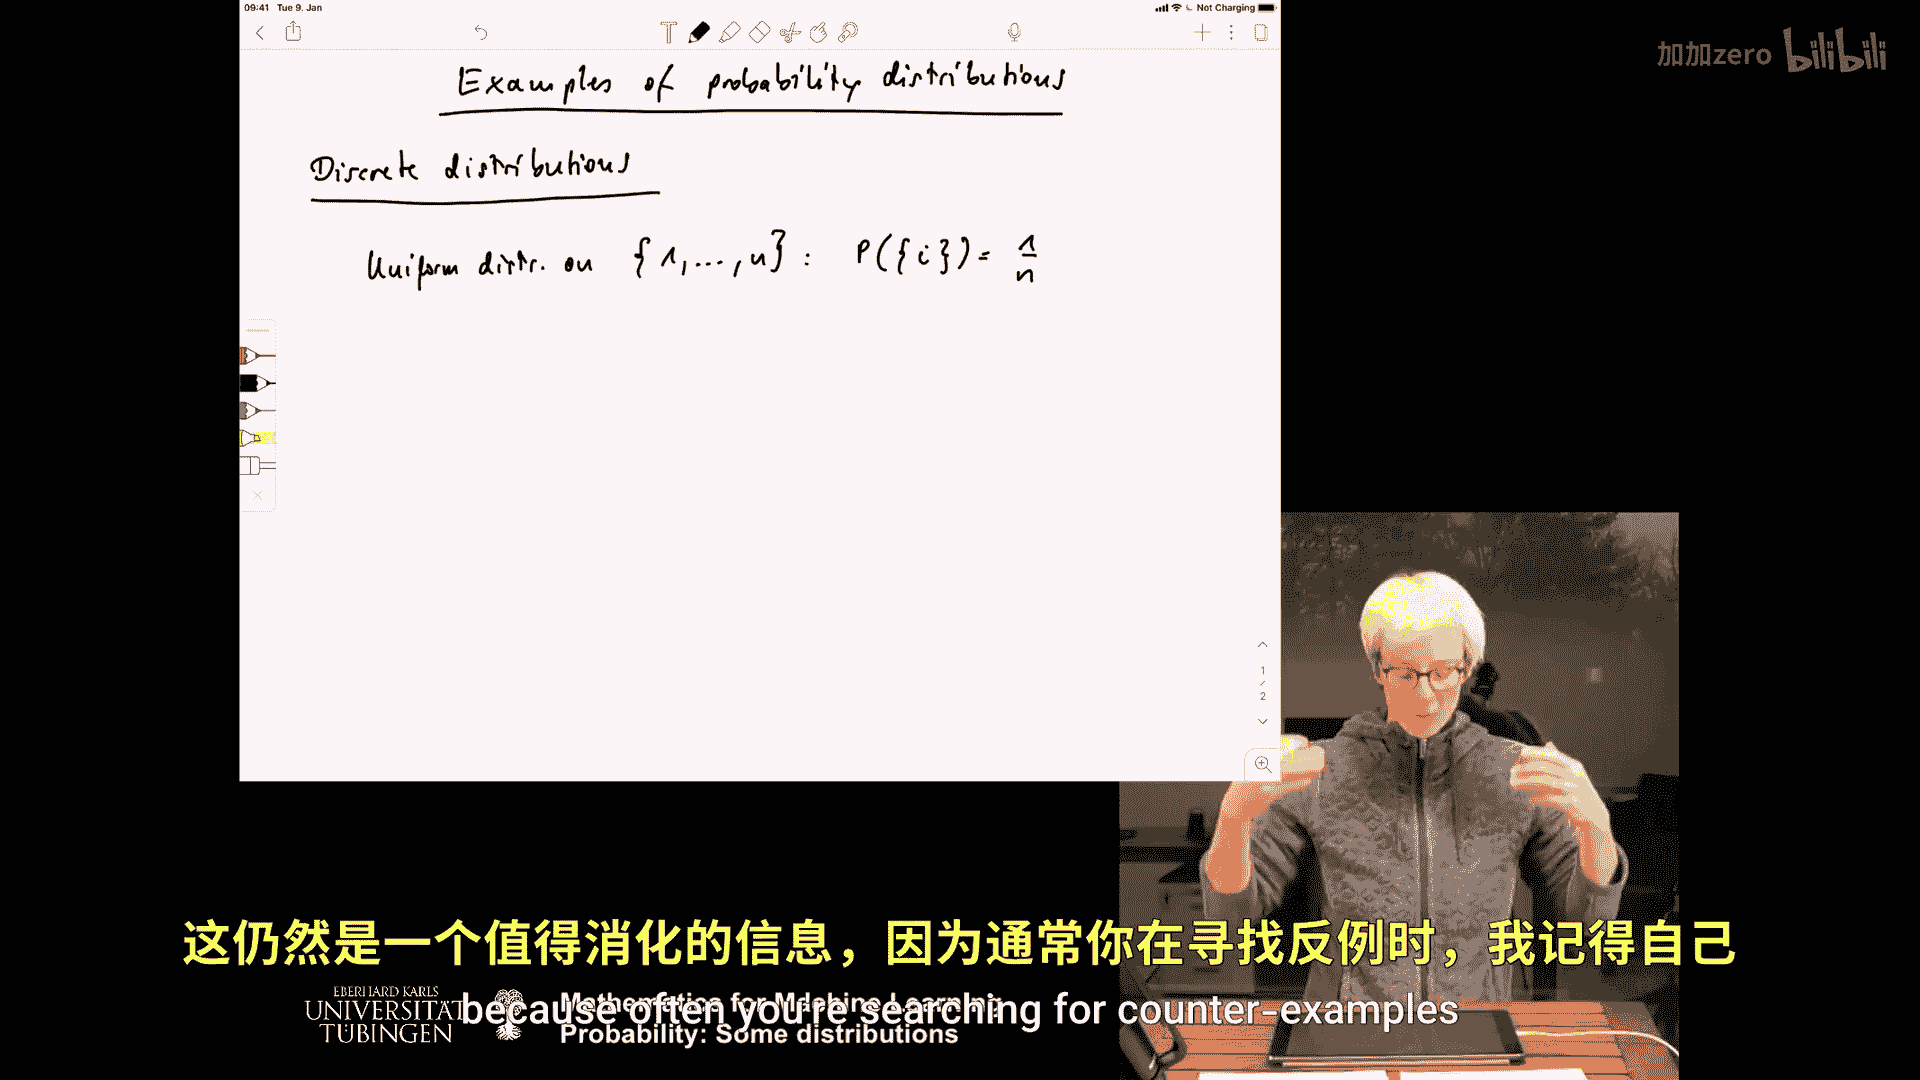 09:41 Tue 9. Jan
Not Charging
加加zero bilibili
Examples of probability distributions
Discrete distributions
Uniform distr. on {1,...,n} : P({i}) = 1/n
1
2
这仍然是一个值得消化的信息，因为通常你在寻找反例时，我记得自己
EBERHARD KARLS
UNIVERSITÄT
TÜBINGEN
Mathematics for Machine Learning
because often you're searching for counter-examples
Probability: Some distributions